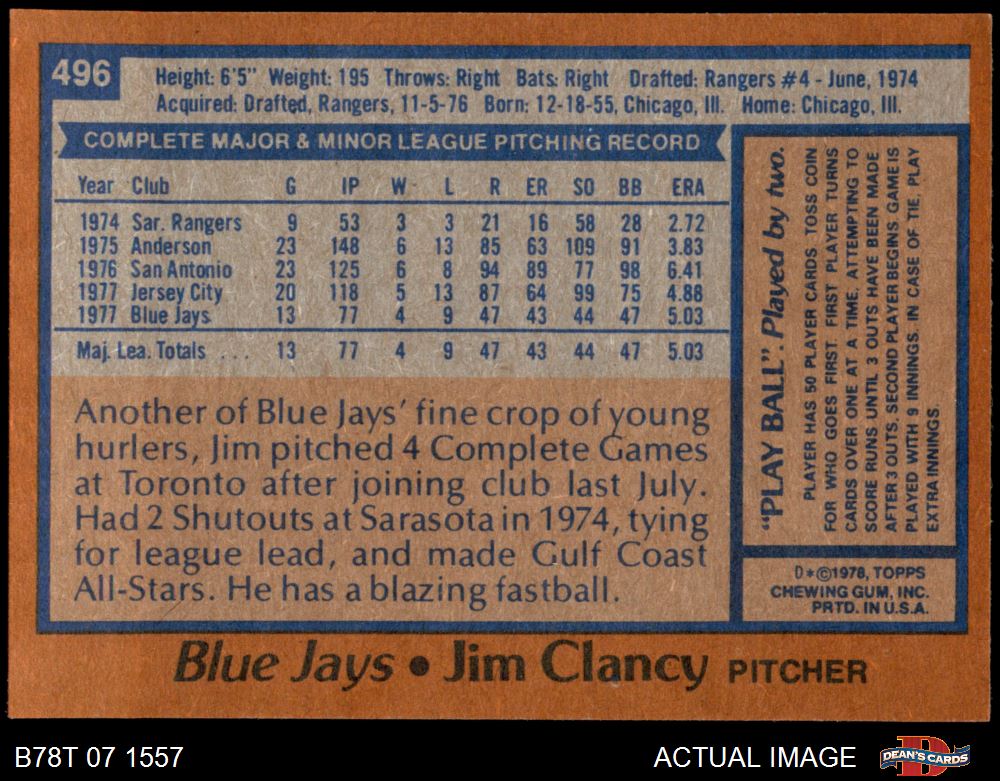 496
Height: 6'5" Weight: 195 Throws: Right Bats: Right Drafted: Rangers #4 - June, 1974
Acquired: Drafted, Rangers, 11-5-76 Born: 12-18-55, Chicago, Ill. Home: Chicago, Ill.
COMPLETE MAJOR & MINOR LEAGUE PITCHING RECORD
Year Club G IP W L R ER SO BB ERA
1974 Sar. Rangers 9 53 3 3 21 16 58 28 2.72
1975 Anderson 23 148 6 13 85 63 109 91 3.83
1976 San Antonio 23 125 6 8 94 89 77 98 6.41
1977 Jersey City 20 118 5 13 87 64 99 75 4.88
1977 Blue Jays 13 77 4 9 47 43 44 47 5.03
Maj. Lea. Totals ... 13 77 4 9 47 43 44 47 5.03
Another of Blue Jays' fine crop of young
hurlers, Jim pitched 4 Complete Games
at Toronto after joining club last July.
Had 2 Shutouts at Sarasota in 1974, tying
for league lead, and made Gulf Coast
All-Stars. He has a blazing fastball.
"PLAY BALL". Played by two.
PLAYER HAS 50 PLAYER CARDS TOSS COIN
FOR WHO GOES FIRST. FIRST PLAYER TURNS
CARDS OVER ONE AT A TIME. ATTEMPTING TO
SCORE RUNS UNTIL 3 OUTS HAVE BEEN MADE
AFTER 3 OUTS, SECOND PLAYER BEGINS GAME IS
PLAYED WITH 9 INNINGS. IN CASE OF TIE, PLAY
EXTRA INNINGS.
D*©1978, TOPPS
CHEWING GUM, INC.
PRTD. IN U.S.A.
Blue Jays • Jim Clancy PITCHER
B78T 07 1557
ACTUAL IMAGE
DEAN'S CARDS